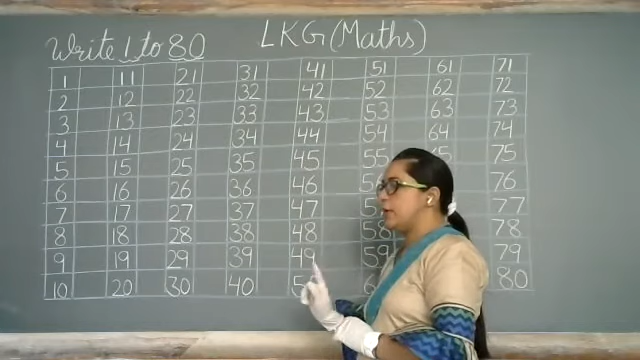 Write 1 to 80
LKG (Maths)
1 11 21 31 41 51 61 71
2 12 22 32 42 52 62 72
3 13 23 33 43 53 63 73
4 14 24 34 44 54 64 74
5 15 25 35 45 55 65 75
6 16 26 36 46 76
7 17 27 37 47 77
8 18 28 38 48 58 78
9 19 29 39 49 59 79
10 20 30 40 80